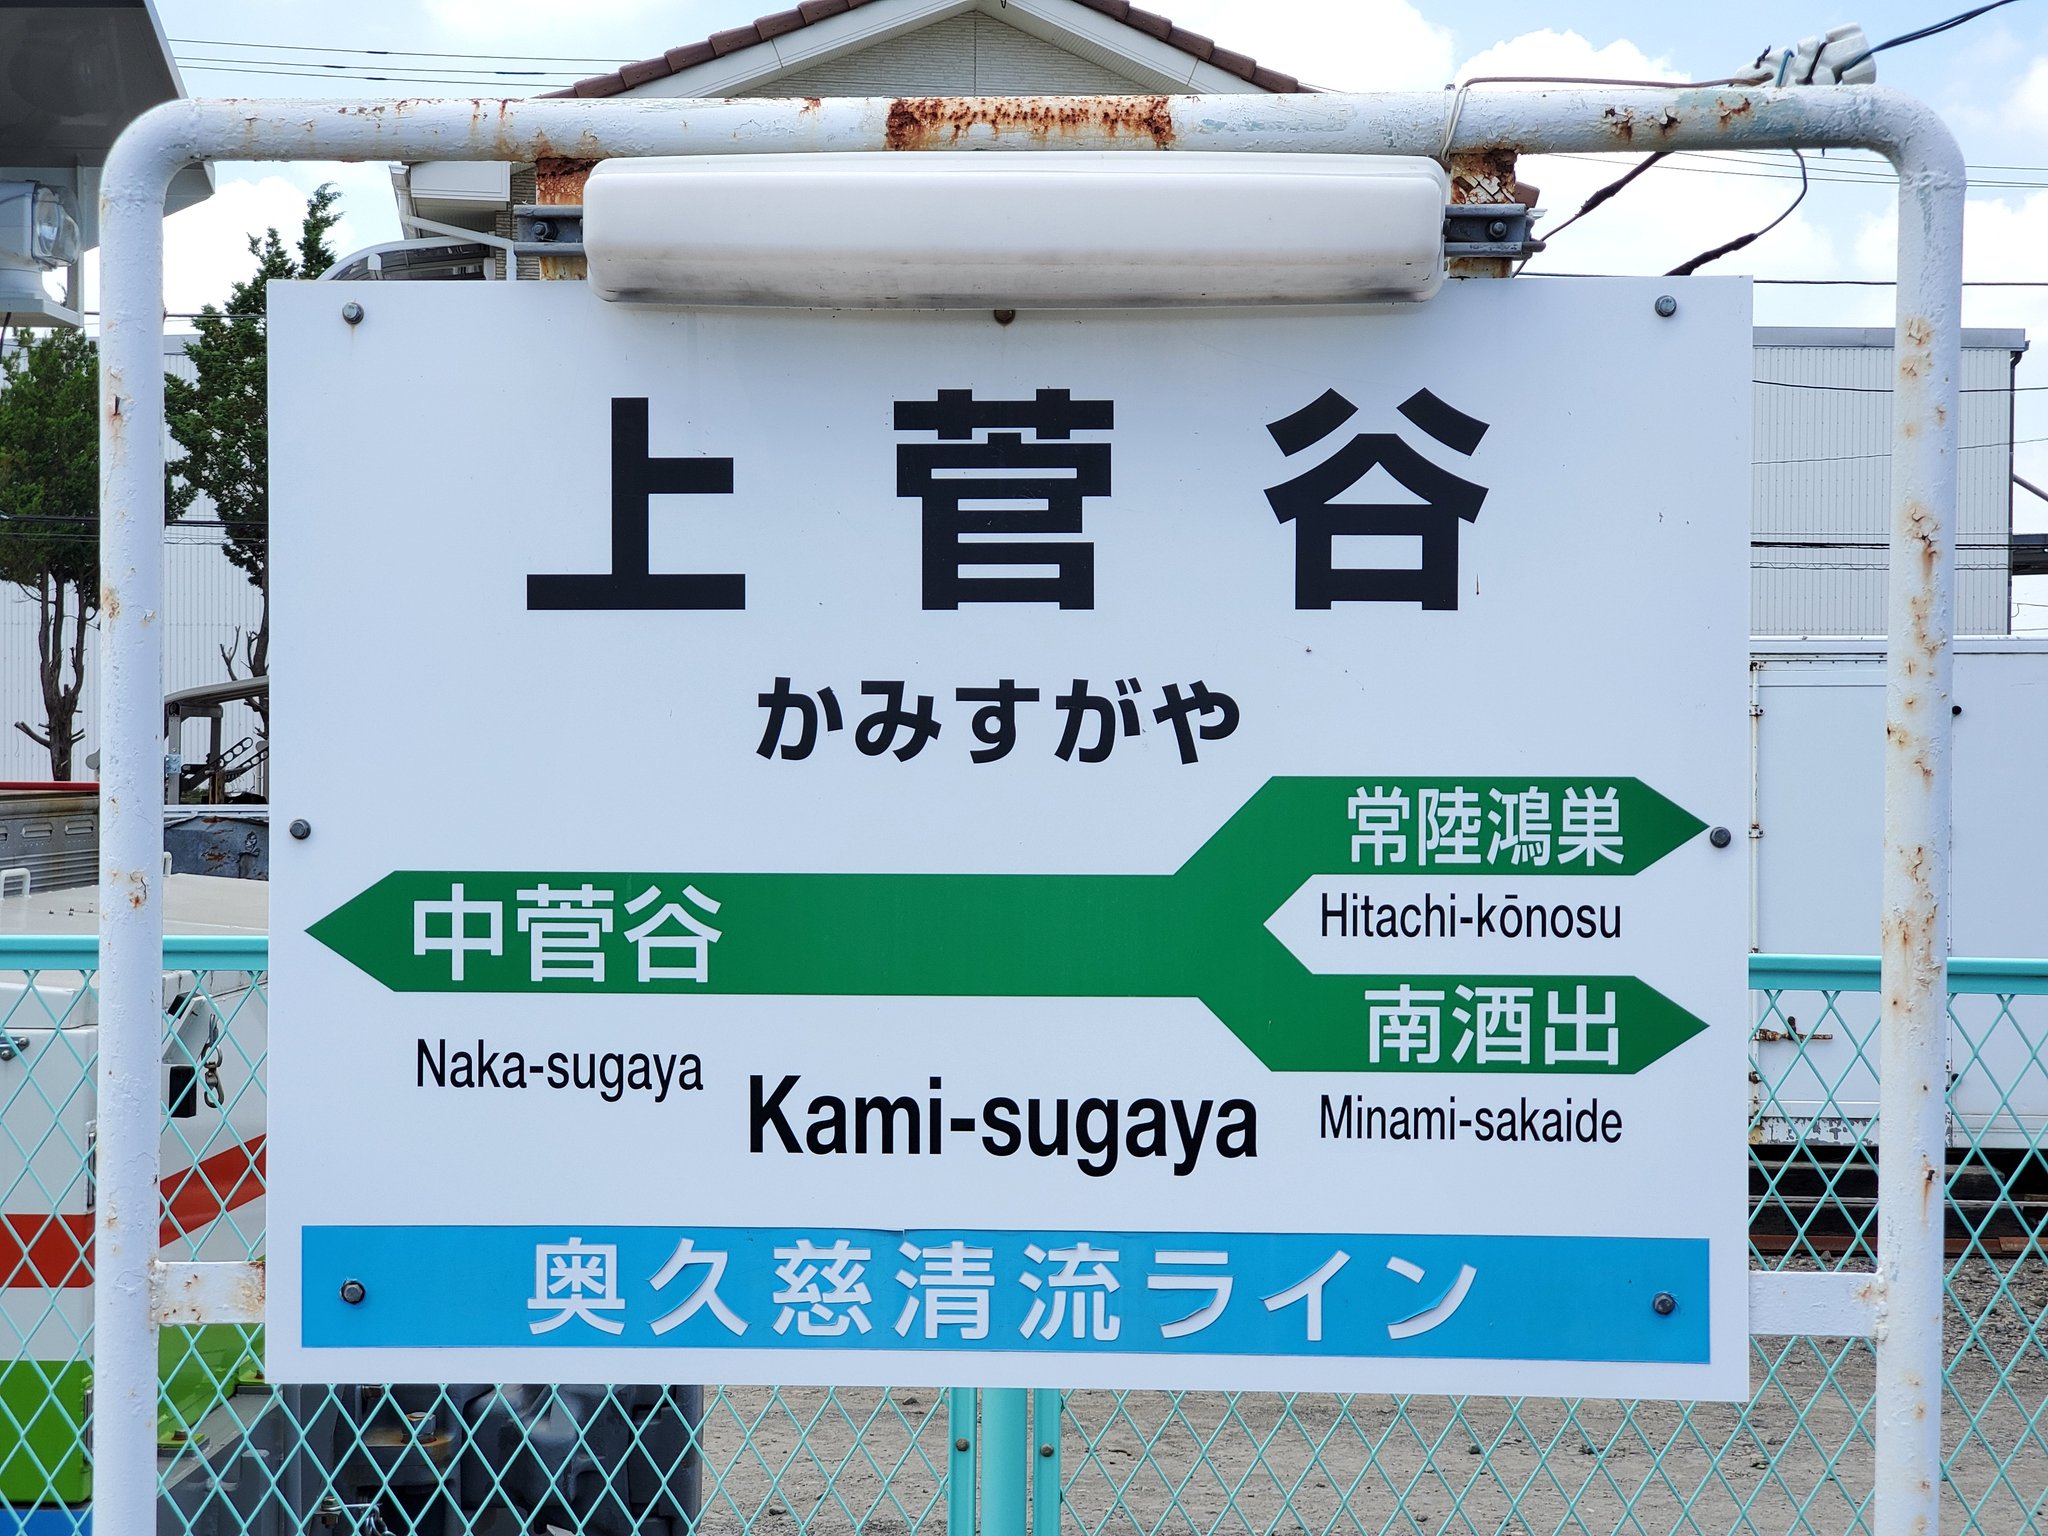 上菅谷
かみすがや
常陸鴻巣
Hitachi-kōnosu
中菅谷
南酒出
Naka-sugaya
Kami-sugaya
Minami-sakaide
奥久慈清流ライン